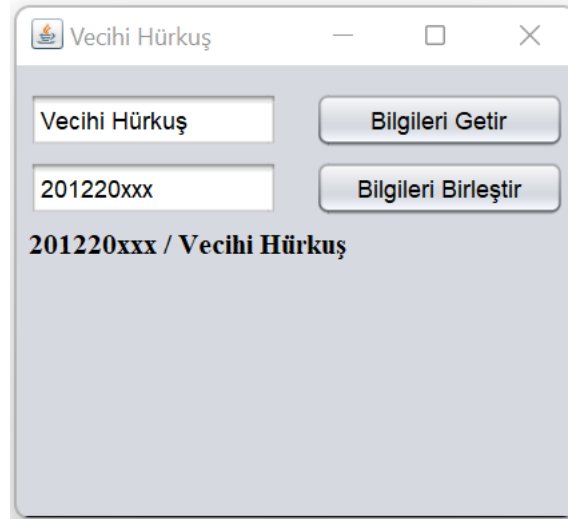 Vecihi Hürkuş
Vecihi Hürkuş
Bilgileri Getir
201220xxx
Bilgileri Birleştir
201220xxx / Vecihi Hürkuş